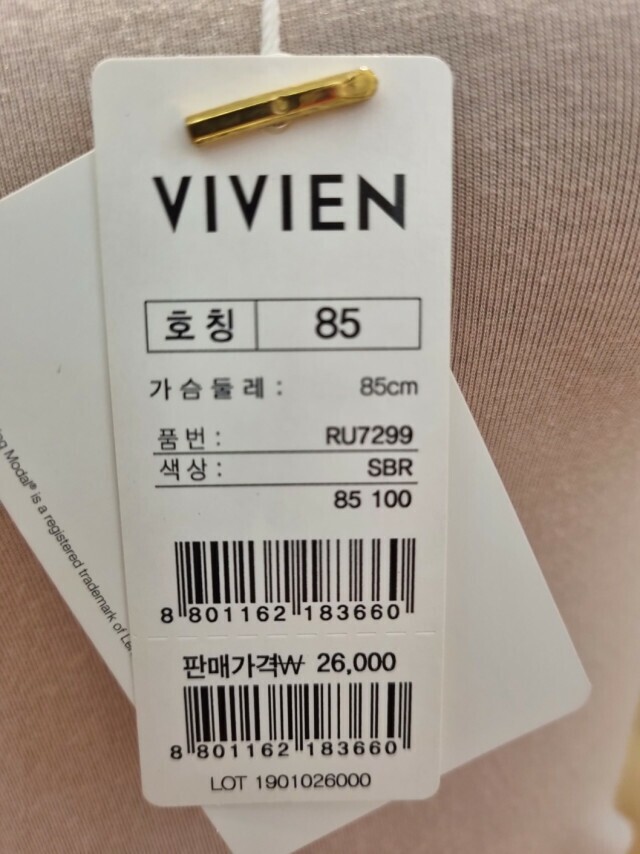 VIVIEN
호칭 85
가슴둘레 : 85cm
품번 : RU7299
색상 : SBR
85 100
8 801162 183660
판매가격₩ 26,000
8 801162 183660
LOT 1901026000
Modal® is a registered trademark of